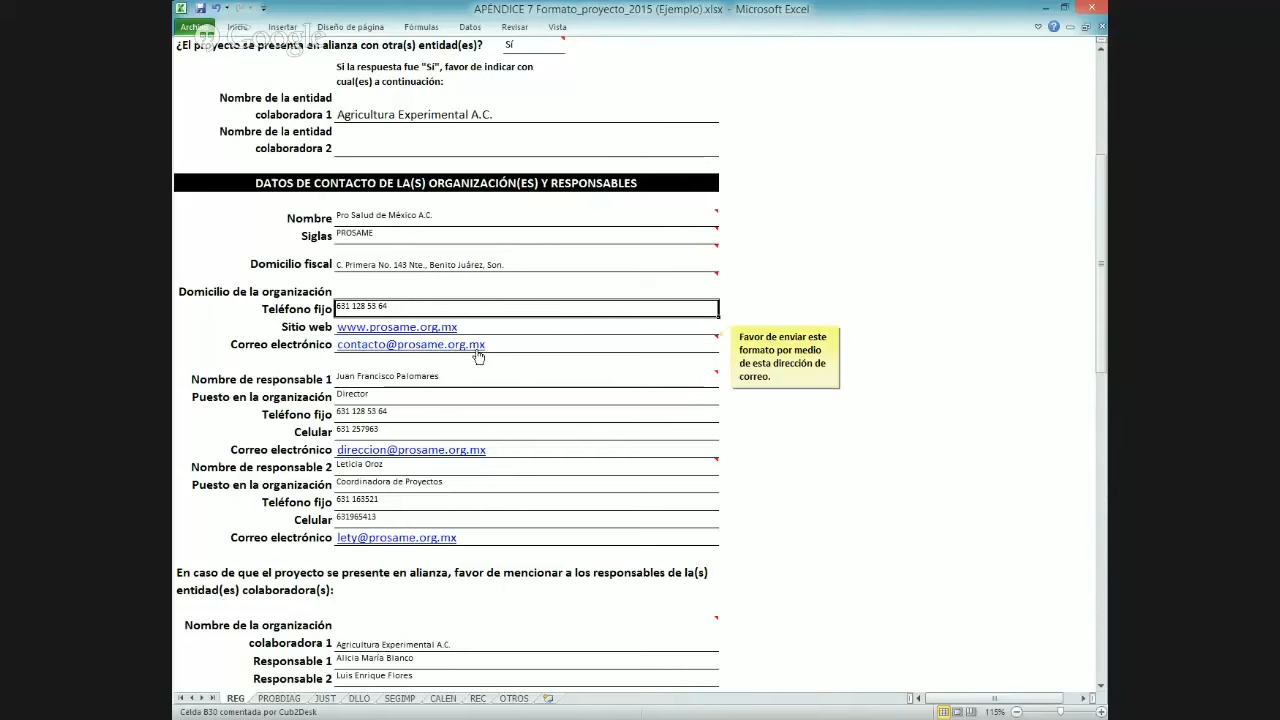 APÉNDICE 7 Formato_proyecto_2015 (Ejemplo).xlsx - Microsoft Excel
Archivo Inicio Insertar Diseño de página Fórmulas Datos Revisar Vista
Google
¿El proyecto se presenta en alianza con otra(s) entidad(es)? Sí
Si la respuesta fue "Sí", favor de indicar con
cual(es) a continuación:
Nombre de la entidad
colaboradora 1 Agricultura Experimental A.C.
Nombre de la entidad
colaboradora 2
DATOS DE CONTACTO DE LA(S) ORGANIZACIÓN(ES) Y RESPONSABLES
Nombre Pro Salud de México A.C.
Siglas PROSAME
Domicilio fiscal C. Primera No. 143 Nte., Benito Juárez, Son.
Domicilio de la organización
Teléfono fijo 631 128 53 64
Sitio web www.prosame.org.mx
Correo electrónico contacto@prosame.org.mx
Favor de enviar este
formato por medio
de esta dirección de
correo.
Nombre de responsable 1 Juan Francisco Palomares
Puesto en la organización Director
Teléfono fijo 631 128 53 64
Celular 631 257963
Correo electrónico direccion@prosame.org.mx
Nombre de responsable 2 Leticia Oroz
Puesto en la organización Coordinadora de Proyectos
Teléfono fijo 631 163521
Celular 631965413
Correo electrónico lety@prosame.org.mx
En caso de que el proyecto se presente en alianza, favor de mencionar a los responsables de la(s)
entidad(es) colaboradora(s):
Nombre de la organización
colaboradora 1 Agricultura Experimental A.C.
Responsable 1 Alicia María Blanco
Responsable 2 Luis Enrique Flores
REG PROBDIAG JUST DLLO SEGIMP CALEN REC OTROS
Celda B30 comentada por Cub2Desk 115%